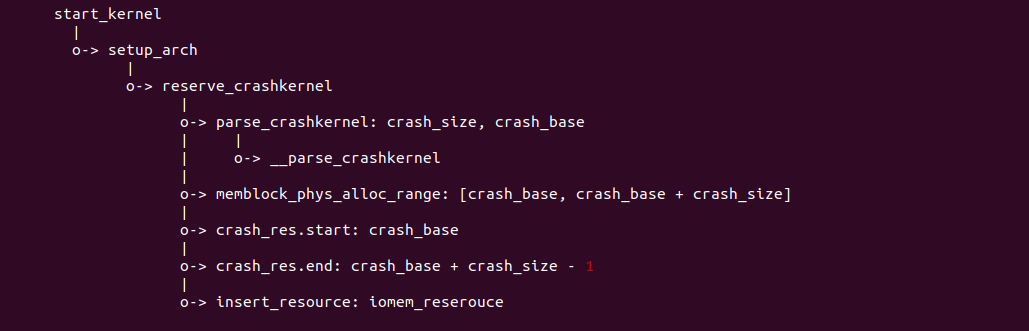 start_kernel
|
o-> setup_arch
|
o-> reserve_crashkernel
|
o-> parse_crashkernel: crash_size, crash_base
| |
| o-> __parse_crashkernel
|
o-> memblock_phys_alloc_range: [crash_base, crash_base + crash_size]
|
o-> crash_res.start: crash_base
|
o-> crash_res.end: crash_base + crash_size - 1
|
o-> insert_resource: iomem_reserouce